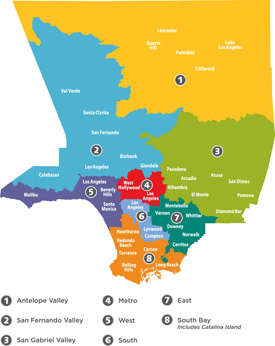 Lancaster
Quartz
Hill
Lake
Los Angeles
Palmdale
Littlerock
1
Val Verde
Santa Clarita
San Fernando
2
3
Los Angeles
Burbank
Glendale
Calabasas
Pasadena
Arcadia
Azusa
San Dimas
Alhambra
El Monte
Pomona
Diamond Bar
Los Angeles
Beverly
Hills
West
Hollywood
4
Los
Angeles
Malibu
5
Santa
Monica
Los
Angeles
6
Montebello
Vernon
7
Whittier
Downey
Norwalk
Cerritos
Lynwood
Compton
Hawthorne
Redondo
Beach
Torrance
Carson
8
Rolling
Hills
Long Beach
1 Antelope Valley
2 San Fernando Valley
3 San Gabriel Valley
4 Metro
5 West
6 South
7 East
8 South Bay
includes Catalina Island